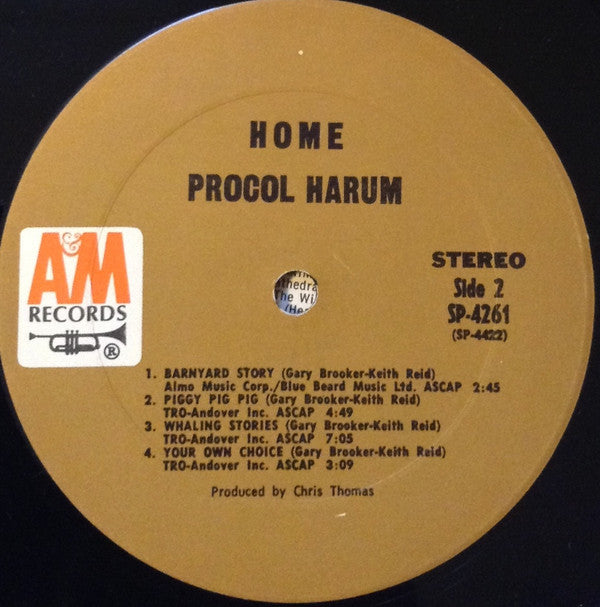 HOME
PROCOL HARUM
A&M
RECORDS
®
STEREO
Side 2
SP-4261
(SP-4422)
The Wi
1. BARNYARD STORY (Gary Brooker-Keith Reid)
Almo Music Corp./Blue Beard Music Ltd. ASCAP 2:45
2. PIGGY PIG PIG (Gary Brooker-Keith Reid)
TRO-Andover Inc. ASCAP 4:49
3. WHALING STORIES (Gary Brooker-Keith Reid)
TRO-Andover Inc. ASCAP 7:05
4. YOUR OWN CHOICE (Gary Brooker-Keith Reid)
TRO-Andover Inc. ASCAP 3:09
Produced by Chris Thomas